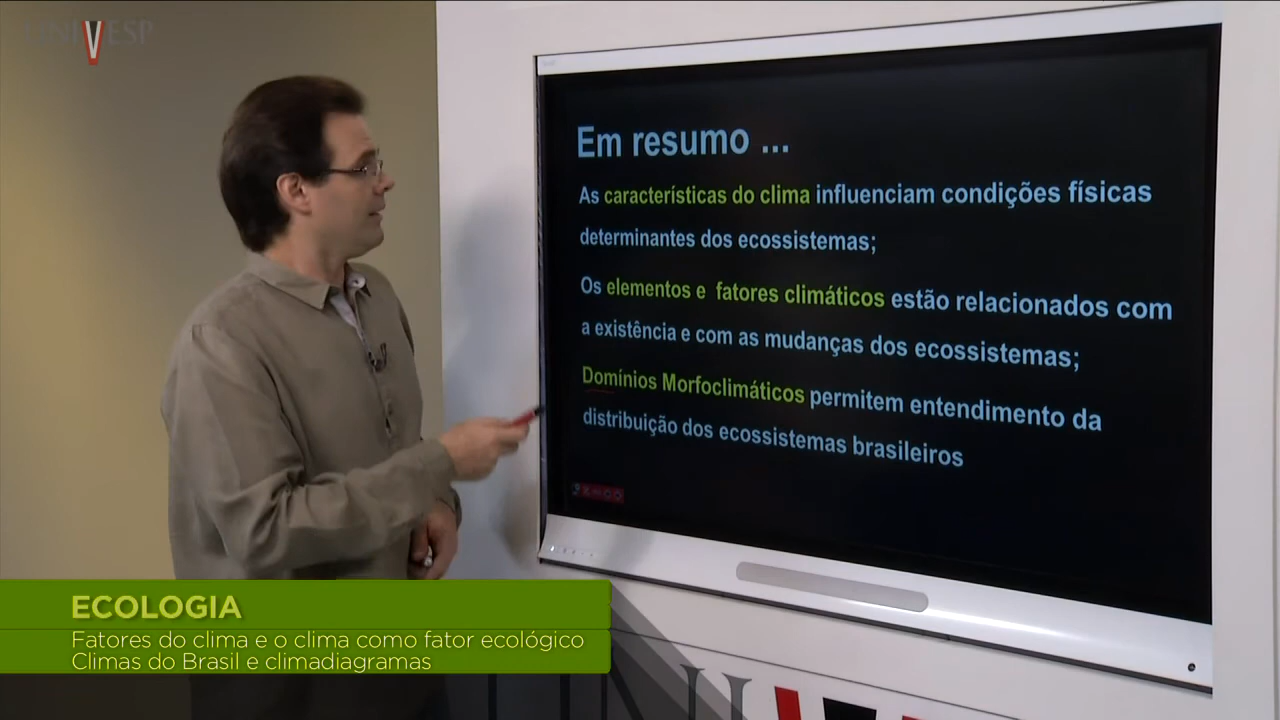 UNIVESP
Em resumo ...
As características do clima influenciam condições físicas
determinantes dos ecossistemas;
Os elementos e fatores climáticos estão relacionados com
a existência e com as mudanças dos ecossistemas;
Domínios Morfoclimáticos permitem entendimento da
distribuição dos ecossistemas brasileiros
ECOLOGIA
Fatores do clima e o clima como fator ecológico
Climas do Brasil e climadiagramas